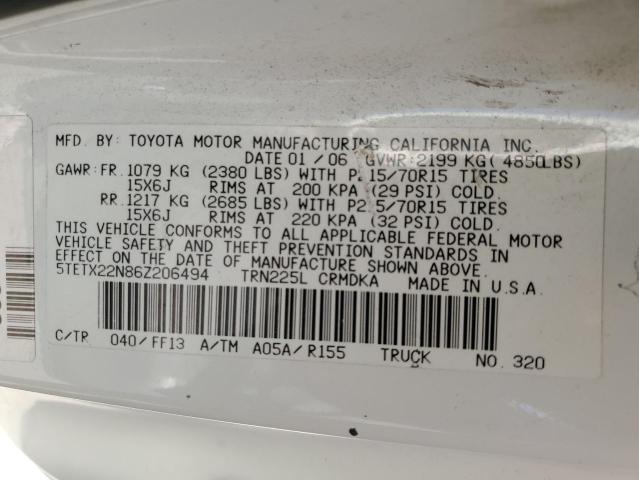 MFD. BY: TOYOTA MOTOR MANUFACTURING CALIFORNIA INC.
DATE 01/06 GVWR: 2199 KG( 4850LBS)
GAWR: FR. 1079 KG (2380 LBS) WITH P215/70R15 TIRES
15X6J RIMS AT 200 KPA (29 PSI) COLD.
RR. 1217 KG (2685 LBS) WITH P215/70R15 TIRES
15X6J RIMS AT 220 KPA (32 PSI) COLD.
THIS VEHICLE CONFORMS TO ALL APPLICABLE FEDERAL MOTOR
VEHICLE SAFETY AND THEFT PREVENTION STANDARDS IN
EFFECT ON THE DATE OF MANUFACTURE SHOWN ABOVE.
5TETX22N86Z206494 TRN225L CRMDKA MADE IN U.S.A.
C/TR 040/FF13 A/TM A05A/R155 TRUCK NO. 320